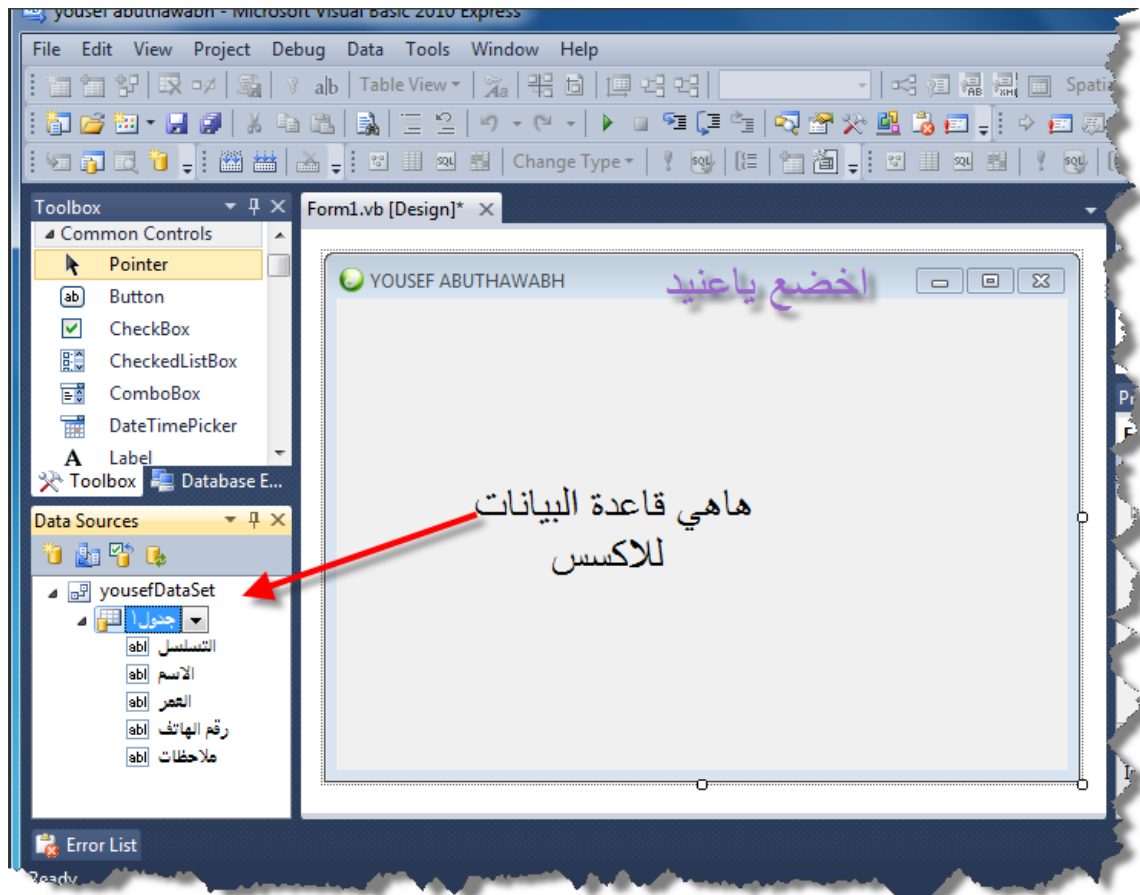 yousef abuthawabh - Microsoft Visual Basic 2010 Express
File Edit View Project Debug Data Tools Window Help
Table View
Change Type
Toolbox
Form1.vb [Design]*
Common Controls
Pointer
Button
CheckBox
CheckedListBox
ComboBox
DateTimePicker
Label
Toolbox Database E...
YOUSEF ABUTHAWABH
اخضع ياعنيد
هاهي قاعدة البيانات
للاكسس
Data Sources
yousefDataSet
جدول١
التسلسل
الاسم
العمر
رقم الهاتف
ملاحظات
Error List
Ready